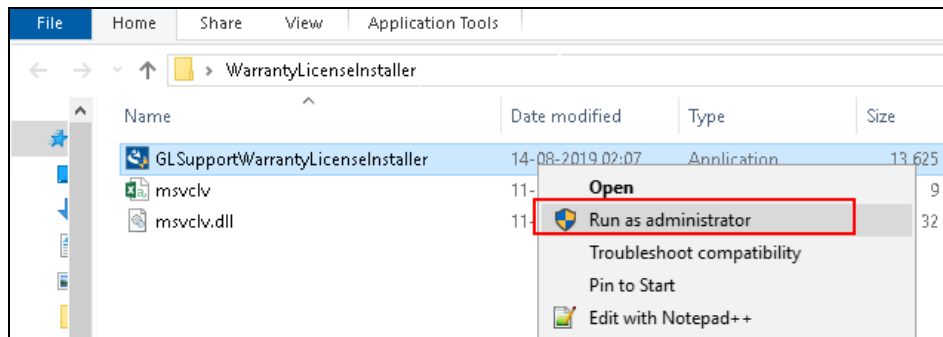 File Home Share View Application Tools
WarrantyLicenseInstaller
Name Date modified Type Size
GLSupportWarrantyLicenseInstaller 14-08-2019 02:07 Application 13,625
msvclv 11- 9
msvclv.dll 11- 32
Open
Run as administrator
Troubleshoot compatibility
Pin to Start
Edit with Notepad++